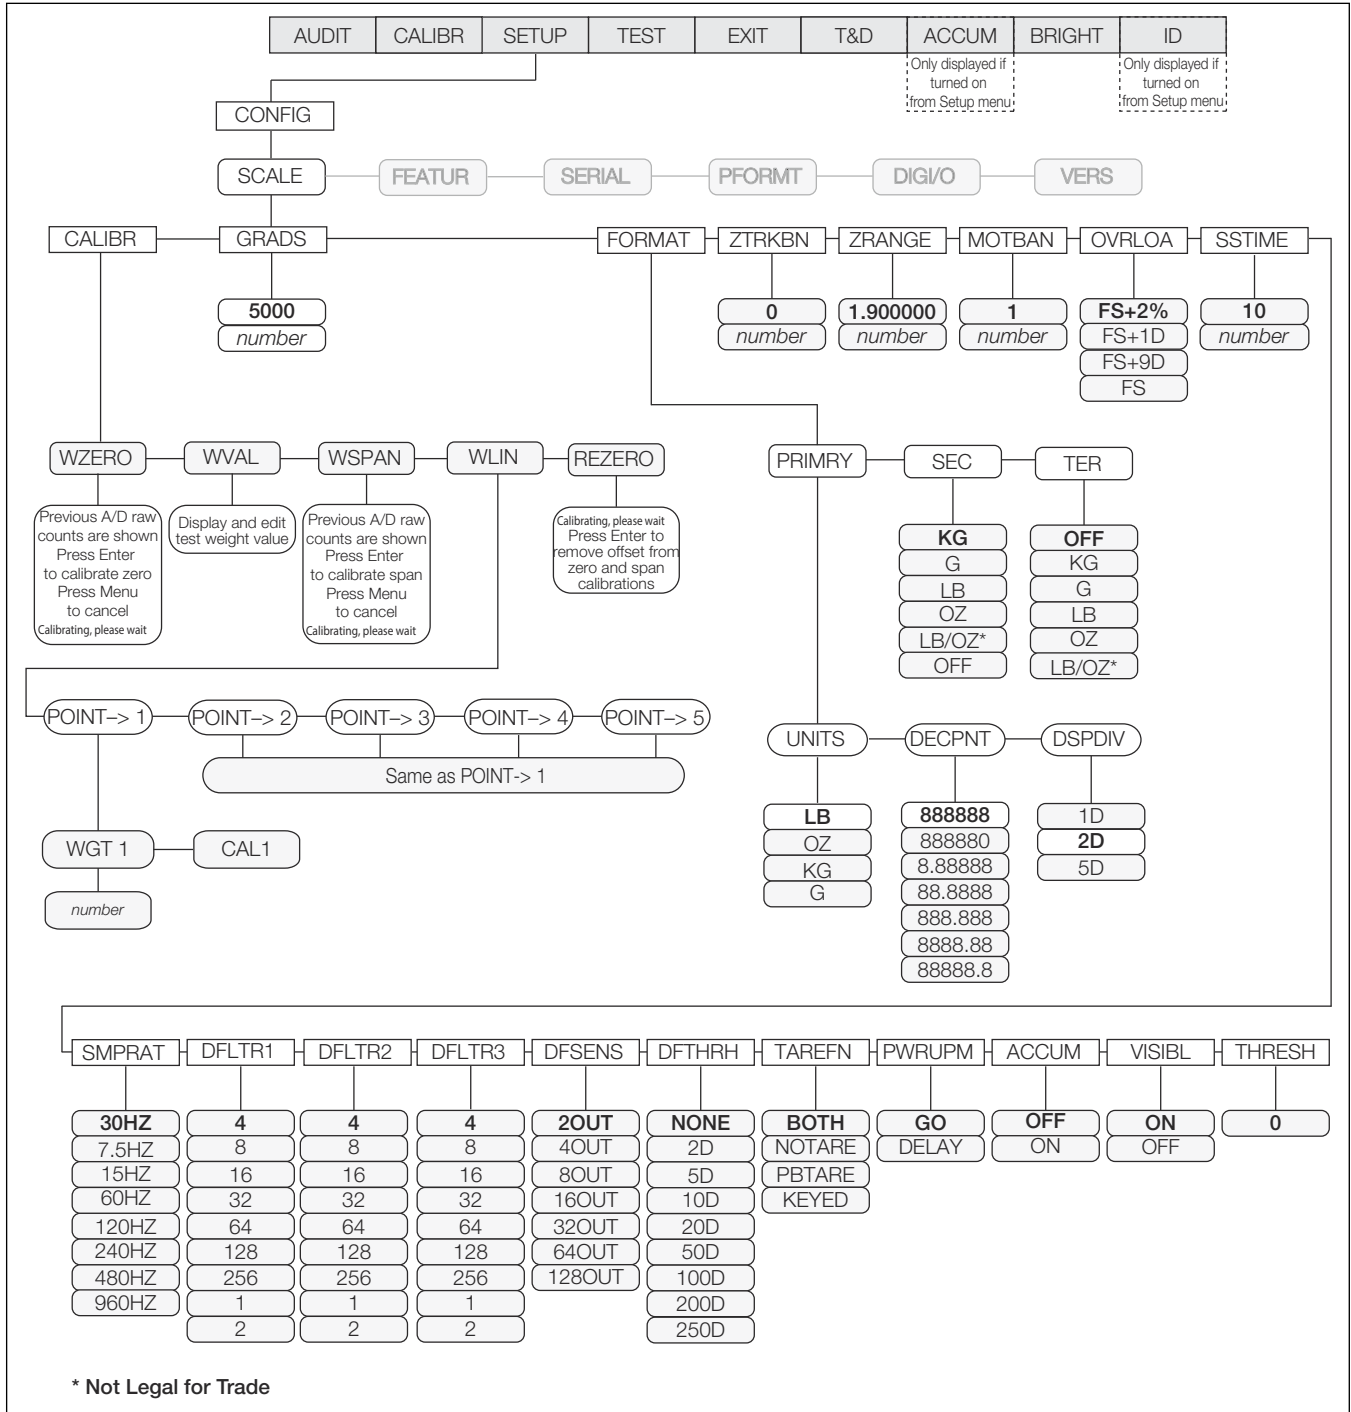 AUDIT CALIBR SETUP TEST EXIT T&D ACCUM BRIGHT ID
Only displayed if
turned on
from Setup menu
Only displayed if
turned on
from Setup menu
CONFIG
SCALE FEATUR SERIAL PFORMT DIGI/O VERS
CALIBR GRADS FORMAT ZTRKBN ZRANGE MOTBAN OVRLOA SSTIME
5000
number
0
number
1.900000
number
1
number
FS+2%
FS+1D
FS+9D
FS
10
number
WZERO WVAL WSPAN WLIN REZERO
Previous A/D raw
counts are shown
Press Enter
to calibrate zero
Press Menu
to cancel
Calibrating, please wait
Display and edit
test weight value
Previous A/D raw
counts are shown
Press Enter
to calibrate span
Press Menu
to cancel
Calibrating, please wait
Calibrating, please wait
Press Enter to
remove offset from
zero and span
calibrations
PRIMRY SEC TER
KG
G
LB
OZ
LB/OZ*
OFF
OFF
KG
G
LB
OZ
LB/OZ*
POINT–> 1 POINT–> 2 POINT–> 3 POINT–> 4 POINT–> 5
Same as POINT-> 1
WGT 1 CAL1
number
UNITS DECPNT DSPDIV
LB
OZ
KG
G
888888
888880
8.88888
88.8888
888.888
8888.88
88888.8
1D
2D
5D
SMPRAT DFLTR1 DFLTR2 DFLTR3 DFSENS DFTHRH TAREFN PWRUPM ACCUM VISIBL THRESH
30HZ
7.5HZ
15HZ
60HZ
120HZ
240HZ
480HZ
960HZ
4
8
16
32
64
128
256
1
2
4
8
16
32
64
128
256
1
2
4
8
16
32
64
128
256
1
2
2OUT
4OUT
8OUT
16OUT
32OUT
64OUT
128OUT
NONE
2D
5D
10D
20D
50D
100D
200D
250D
BOTH
NOTARE
PBTARE
KEYED
GO
DELAY
OFF
ON
ON
OFF
0
* Not Legal for Trade